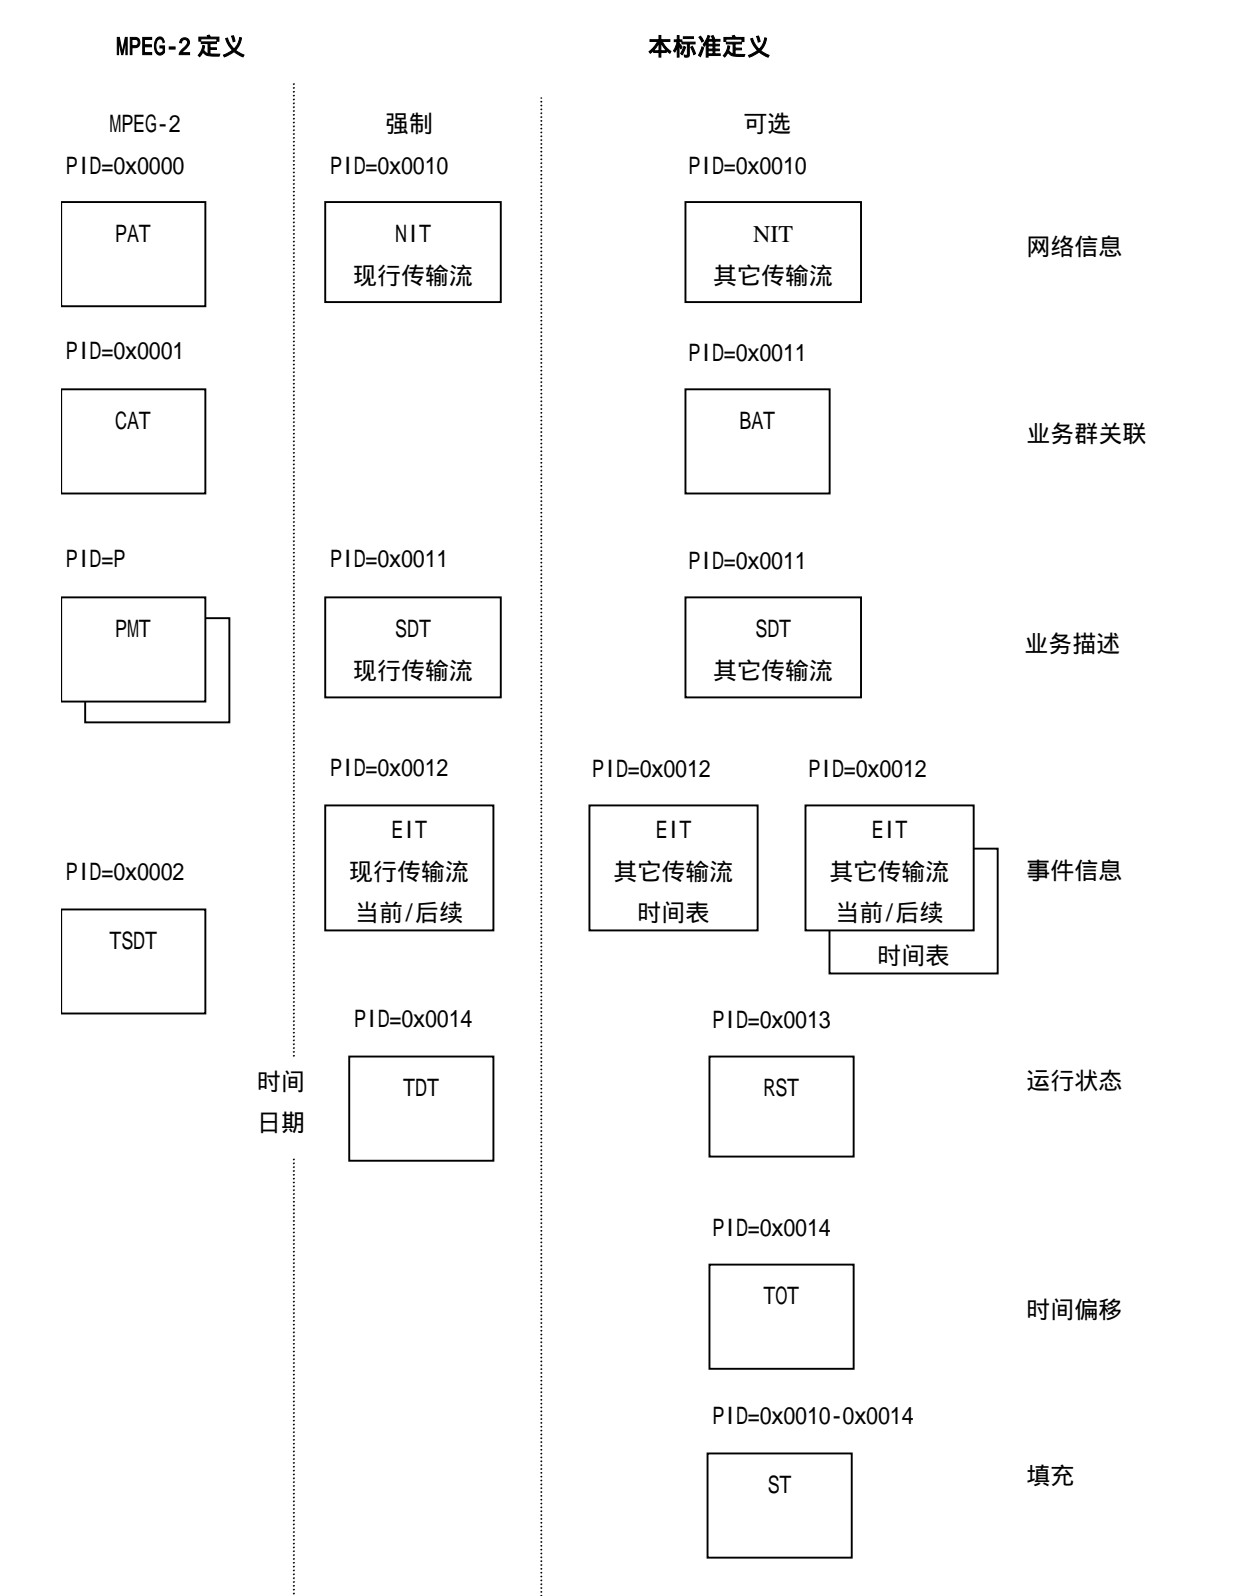 MPEG-2 定义
本标准定义
MPEG-2
强制
可选
PID=0x0000
PID=0x0010
PID=0x0010
PAT
NIT
现行传输流
NIT
其它传输流
网络信息
PID=0x0001
PID=0x0011
CAT
BAT
业务群关联
PID=P
PID=0x0011
PID=0x0011
PMT
SDT
现行传输流
SDT
其它传输流
业务描述
PID=0x0012
PID=0x0012
PID=0x0012
EIT
现行传输流
当前/后续
EIT
其它传输流
时间表
EIT
其它传输流
当前/后续
时间表
事件信息
PID=0x0002
TSDT
PID=0x0014
PID=0x0013
时间
日期
TDT
RST
运行状态
PID=0x0014
TOT
时间偏移
PID=0x0010-0x0014
ST
填充